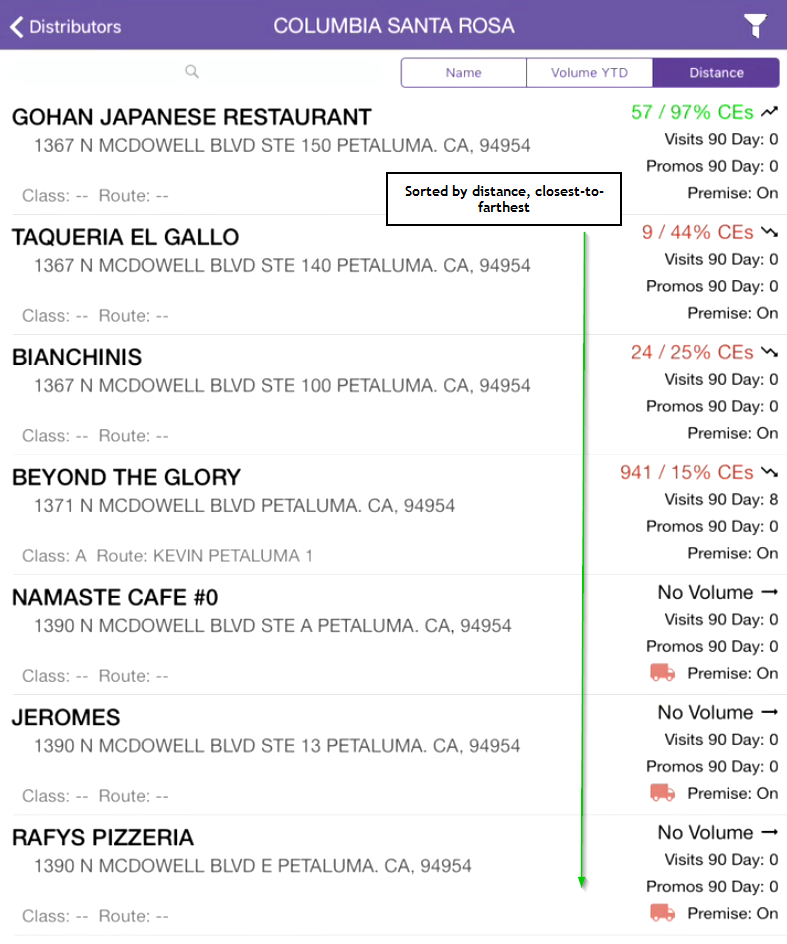 Distributors
COLUMBIA SANTA ROSA
Name
Volume YTD
Distance
GOHAN JAPANESE RESTAURANT
57 / 97% CEs
1367 N MCDOWELL BLVD STE 150 PETALUMA. CA, 94954
Visits 90 Day: 0
Promos 90 Day: 0
Class: -- Route: --
Premise: On
Sorted by distance, closest-to-
farthest
TAQUERIA EL GALLO
9 / 44% CEs
1367 N MCDOWELL BLVD STE 140 PETALUMA. CA, 94954
Visits 90 Day: 0
Promos 90 Day: 0
Class: -- Route: --
Premise: On
BIANCHINIS
24 / 25% CEs
1367 N MCDOWELL BLVD STE 100 PETALUMA. CA, 94954
Visits 90 Day: 0
Promos 90 Day: 0
Class: -- Route: --
Premise: On
BEYOND THE GLORY
941 / 15% CEs
1371 N MCDOWELL BLVD PETALUMA. CA, 94954
Visits 90 Day: 8
Promos 90 Day: 0
Class: A Route: KEVIN PETALUMA 1
Premise: On
NAMASTE CAFE #0
No Volume
1390 N MCDOWELL BLVD STE A PETALUMA. CA, 94954
Visits 90 Day: 0
Promos 90 Day: 0
Class: -- Route: --
Premise: On
JEROMES
No Volume
1390 N MCDOWELL BLVD STE 13 PETALUMA. CA, 94954
Visits 90 Day: 0
Promos 90 Day: 0
Class: -- Route: --
Premise: On
RAFYS PIZZERIA
No Volume
1390 N MCDOWELL BLVD E PETALUMA. CA, 94954
Visits 90 Day: 0
Promos 90 Day: 0
Class: -- Route: --
Premise: On